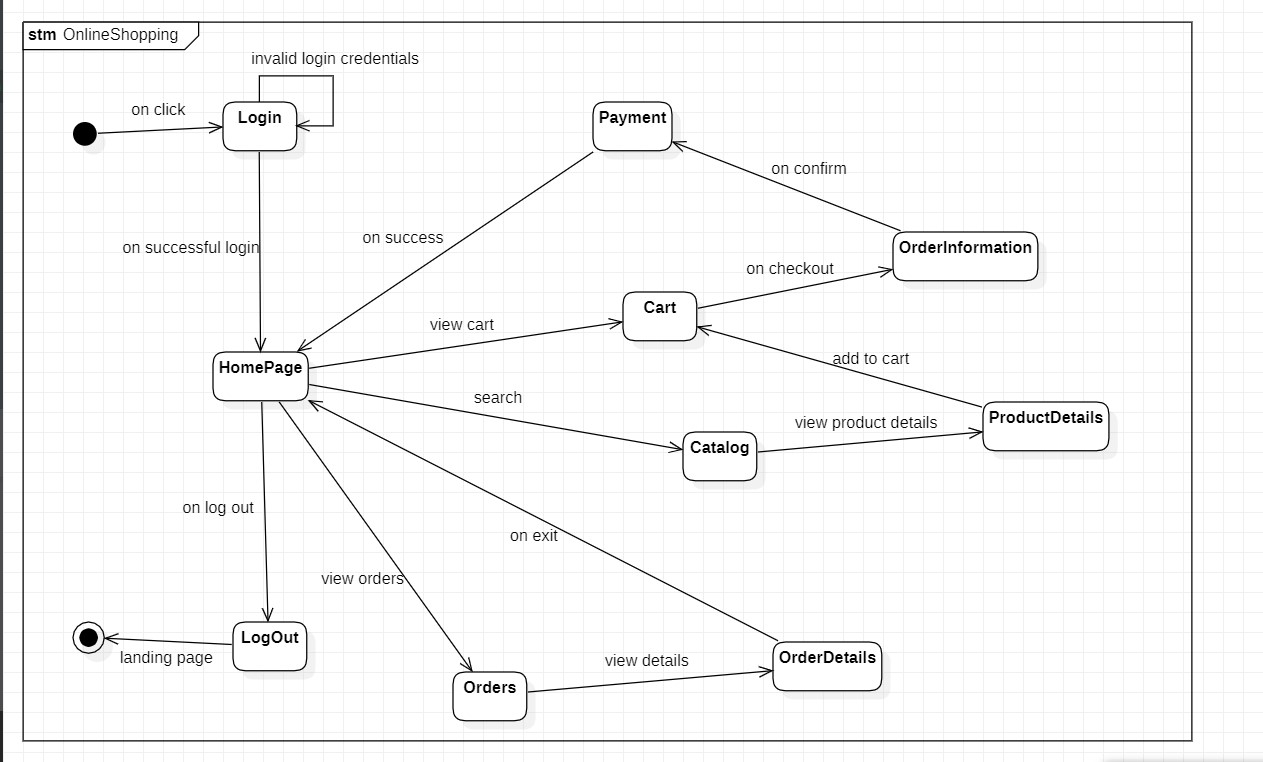 stm OnlineShopping
invalid login credentials
on click
Login
Payment
on confirm
on successful login
on success
OrderInformation
on checkout
Cart
view cart
HomePage
add to cart
search
view product details
ProductDetails
Catalog
on log out
on exit
view orders
LogOut
landing page
view details
OrderDetails
Orders